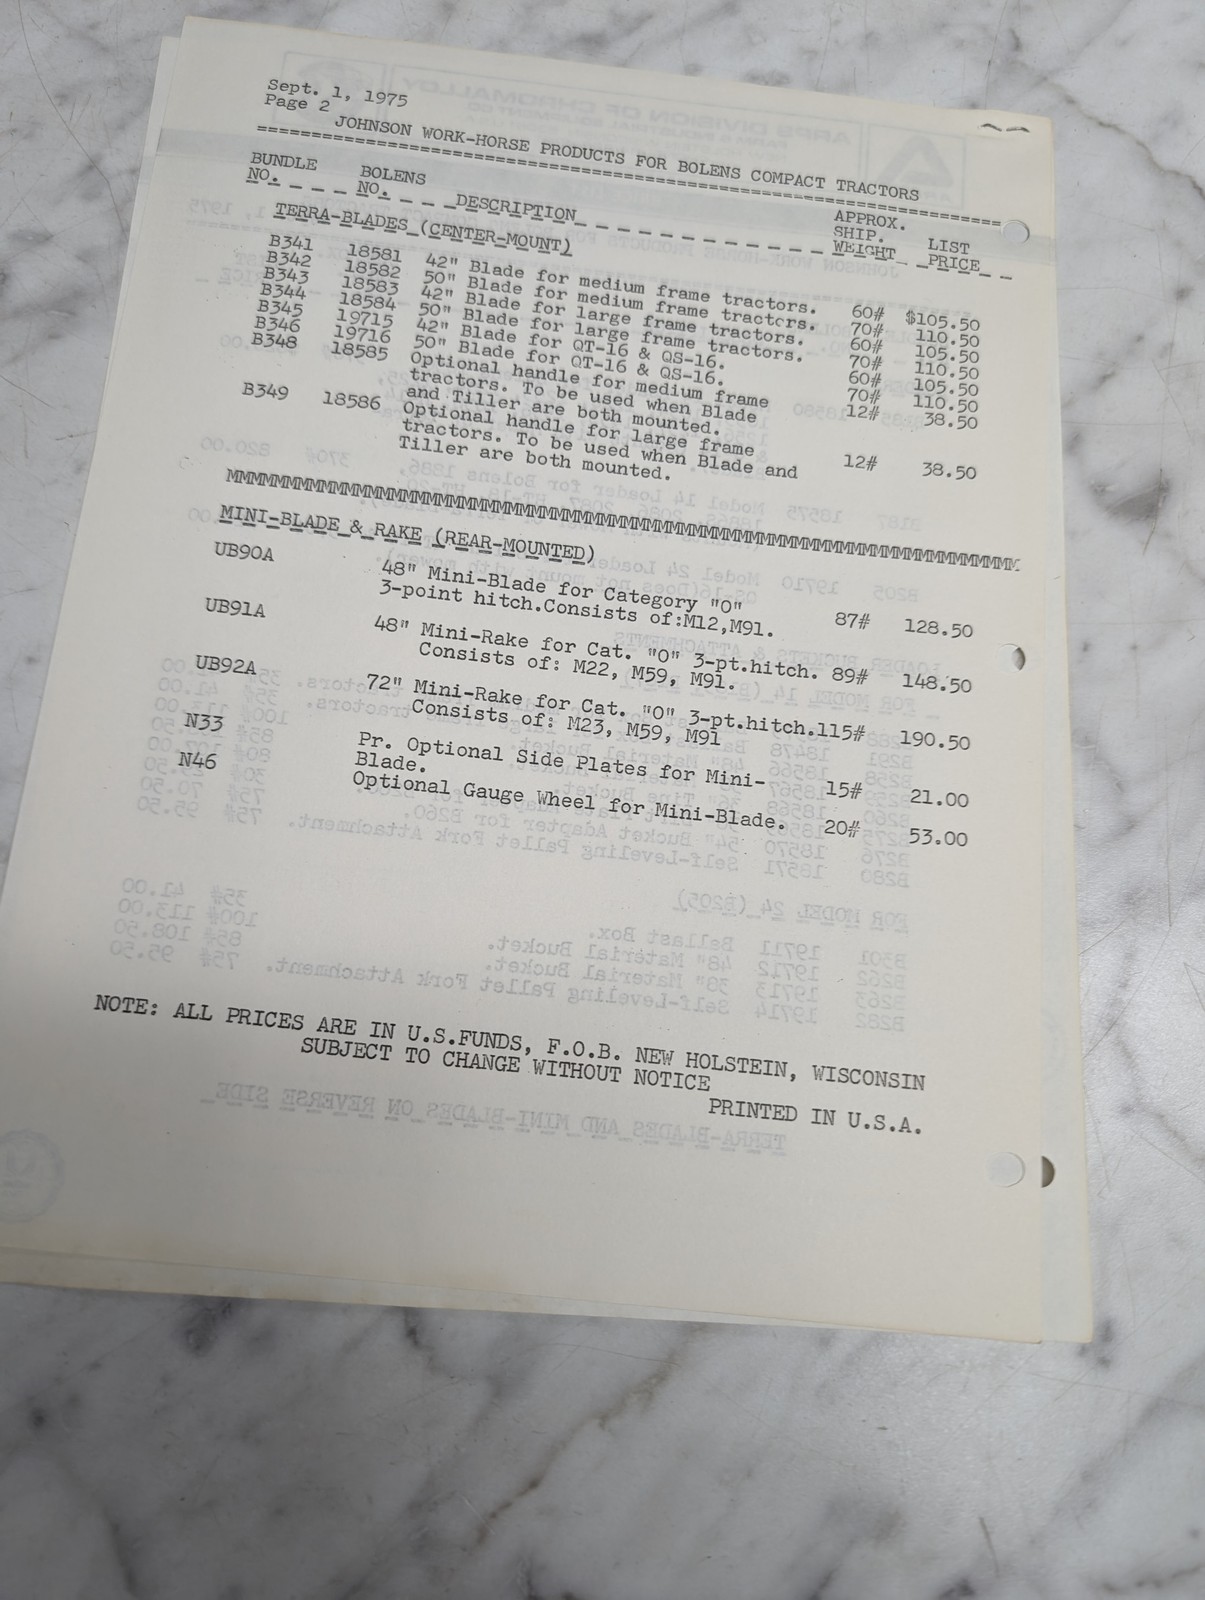 Sept. 1, 1975
Page 2
JOHNSON WORK-HORSE PRODUCTS FOR BOLENS COMPACT TRACTORS
BUNDLE NO. BOLENS NO. DESCRIPTION APPROX. SHIP. WEIGHT LIST PRICE
TERRA-BLADES (CENTER-MOUNT)
B341 18581 42" Blade for medium frame tractors. 60# $105.50
B342 18582 50" Blade for medium frame tractors. 70# 110.50
B343 18583 42" Blade for large frame tractors. 60# 105.50
B344 18584 50" Blade for large frame tractors. 70# 110.50
B345 19715 42" Blade for QT-16 & QS-16. 60# 105.50
B346 19716 50" Blade for QT-16 & QS-16. 70# 110.50
B348 18585 Optional handle for medium frame 12# 38.50
tractors. To be used when Blade
and Tiller are both mounted.
B349 18586 Optional handle for large frame 12# 38.50
tractors. To be used when Blade and
Tiller are both mounted.
MINI-BLADE & RAKE (REAR-MOUNTED)
UB90A 48" Mini-Blade for Category "0"
3-point hitch.Consists of:M12,M91. 87# 128.50
UB91A 48" Mini-Rake for Cat. "0" 3-pt.hitch. 89# 148.50
Consists of: M22, M59, M91.
UB92A 72" Mini-Rake for Cat. "0" 3-pt.hitch.115# 190.50
Consists of: M23, M59, M91
N33 Pr. Optional Side Plates for Mini- 15# 21.00
Blade.
N46 Optional Gauge Wheel for Mini-Blade. 20# 53.00
NOTE: ALL PRICES ARE IN U.S.FUNDS, F.O.B. NEW HOLSTEIN, WISCONSIN
SUBJECT TO CHANGE WITHOUT NOTICE
PRINTED IN U.S.A.